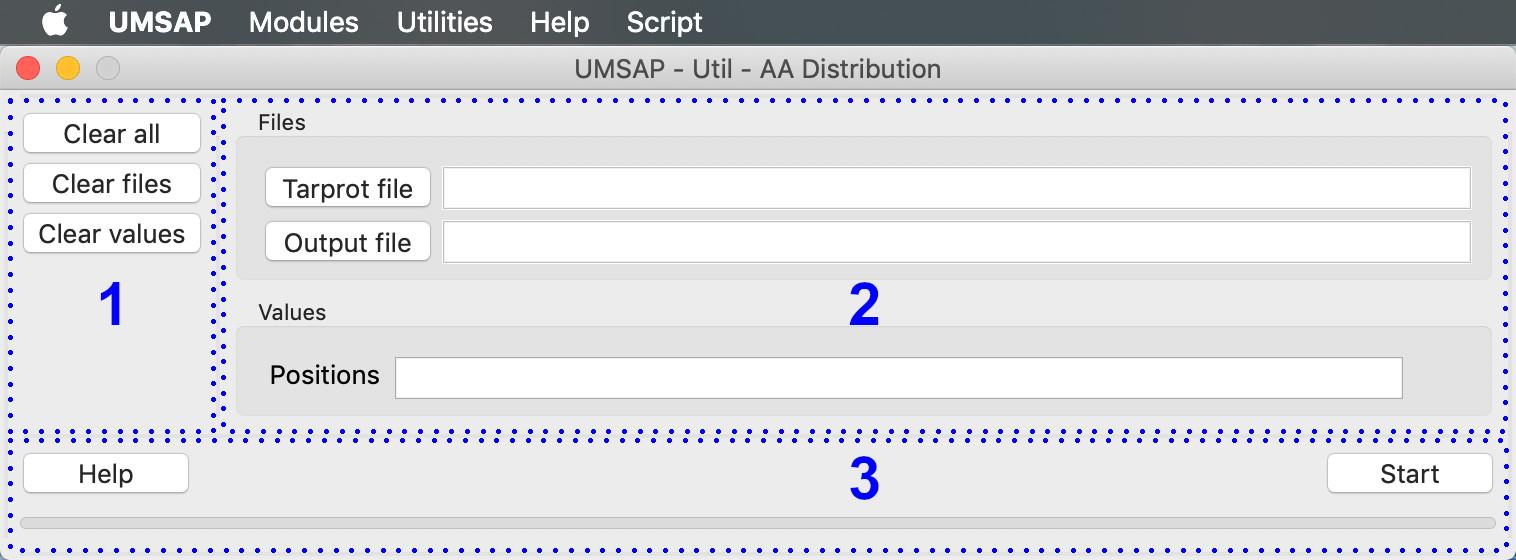 UMSAP Modules Utilities Help Script
UMSAP - Util - AA Distribution
Clear all
Clear files
Clear values
1
Files
Tarprot file
Output file
2
Values
Positions
Help
3
Start